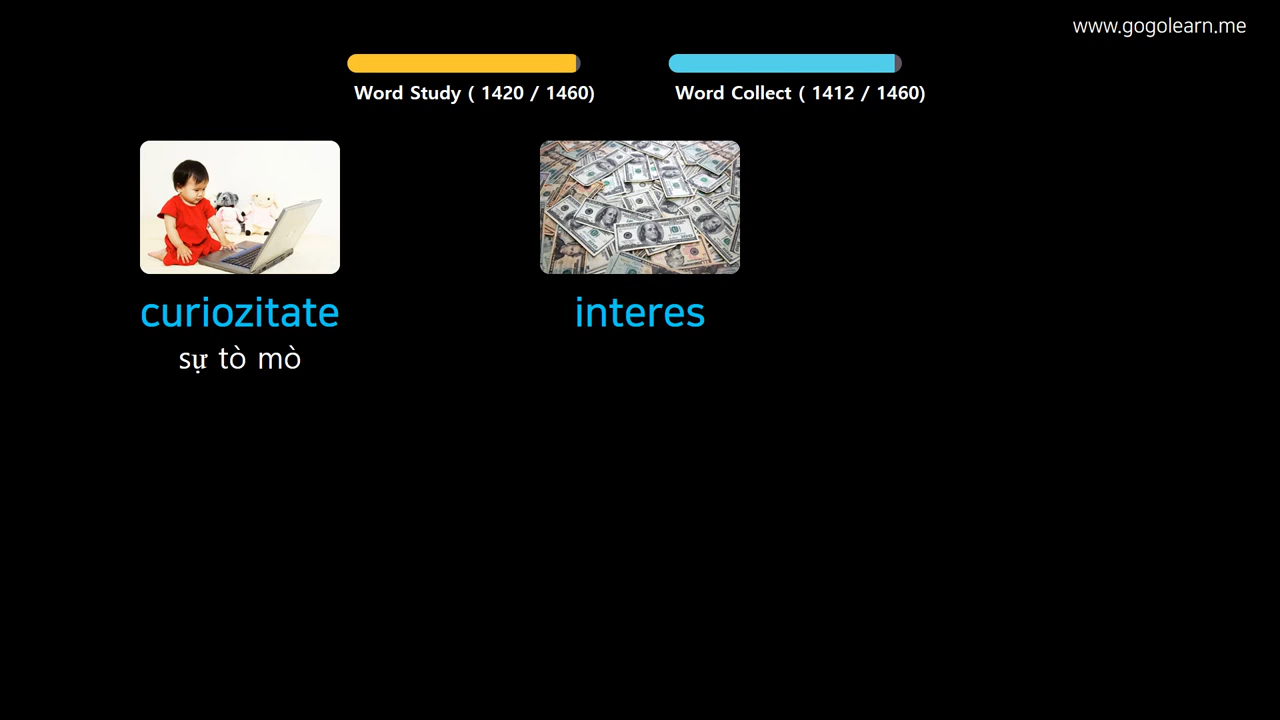 www.gogolearn.me
Word Study ( 1420 / 1460)
Word Collect ( 1412 / 1460)
curiozitate
sự tò mò
interes